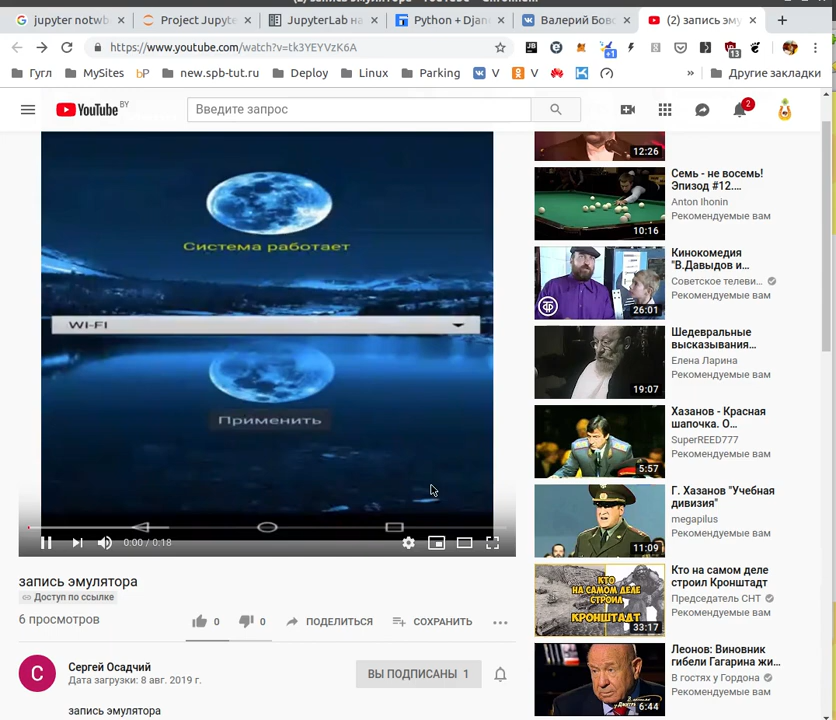 jupyter notwb
Project Jupyte
JupyterLab на
Python + Djan
Валерий Бово
(2) запись эму
https://www.youtube.com/watch?v=tk3YEYVzK6A
+1
13
Гугл
MySites
bP
new.spb-tut.ru
Deploy
Linux
Parking
V
V
»
Другие закладки
YouTube BY
Введите запрос
2
Система работает
WI-FI
Применить
0:00 / 0:18
запись эмулятора
Доступ по ссылке
6 просмотров
0
0
ПОДЕЛИТЬСЯ
СОХРАНИТЬ
С
Сергей Осадчий
Дата загрузки: 8 авг. 2019 г.
ВЫ ПОДПИСАНЫ 1
запись эмулятора
12:26
Рекомендуемые вам
10:16
Семь - не восемь!
Эпизод #12....
Anton Ihonin
Рекомендуемые вам
26:01
Кинокомедия
"В.Давыдов и...
Советское телеви...
Рекомендуемые вам
19:07
Шедевральные
высказывания...
Елена Ларина
Рекомендуемые вам
5:57
Хазанов - Красная
шапочка. О...
SuperREED777
Рекомендуемые вам
11:09
Г. Хазанов "Учебная
дивизия"
megapilus
Рекомендуемые вам
КТО
НА САМОМ ДЕЛЕ
СТРОИЛ
КРОНШТАДТ
33:17
Кто на самом деле
строил Кронштадт
Председатель СНТ
Рекомендуемые вам
6:44
Леонов: Виновник
гибели Гагарина жи...
В гостях у Гордона
Рекомендуемые вам